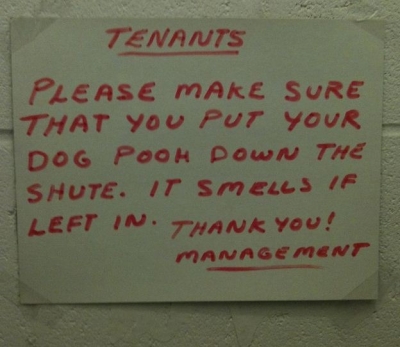 TENANTS
PLEASE MAKE SURE
THAT YOU PUT YOUR
DOG POOH DOWN THE
SHUTE. IT SMELLS IF
LEFT IN. THANK YOU!
MANAGEMENT